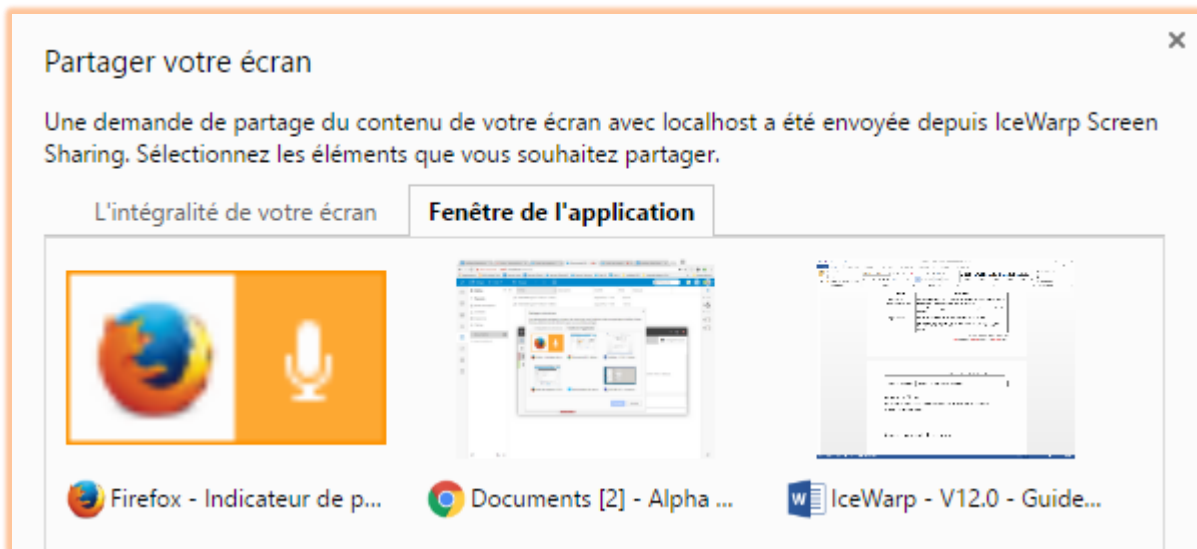 Partager votre écran
Une demande de partage du contenu de votre écran avec localhost a été envoyée depuis IceWarp Screen
Sharing. Sélectionnez les éléments que vous souhaitez partager.
L'intégralité de votre écran
Fenêtre de l'application
Firefox - Indicateur de p...
Documents [2] - Alpha ...
IceWarp - V12.0 - Guide...